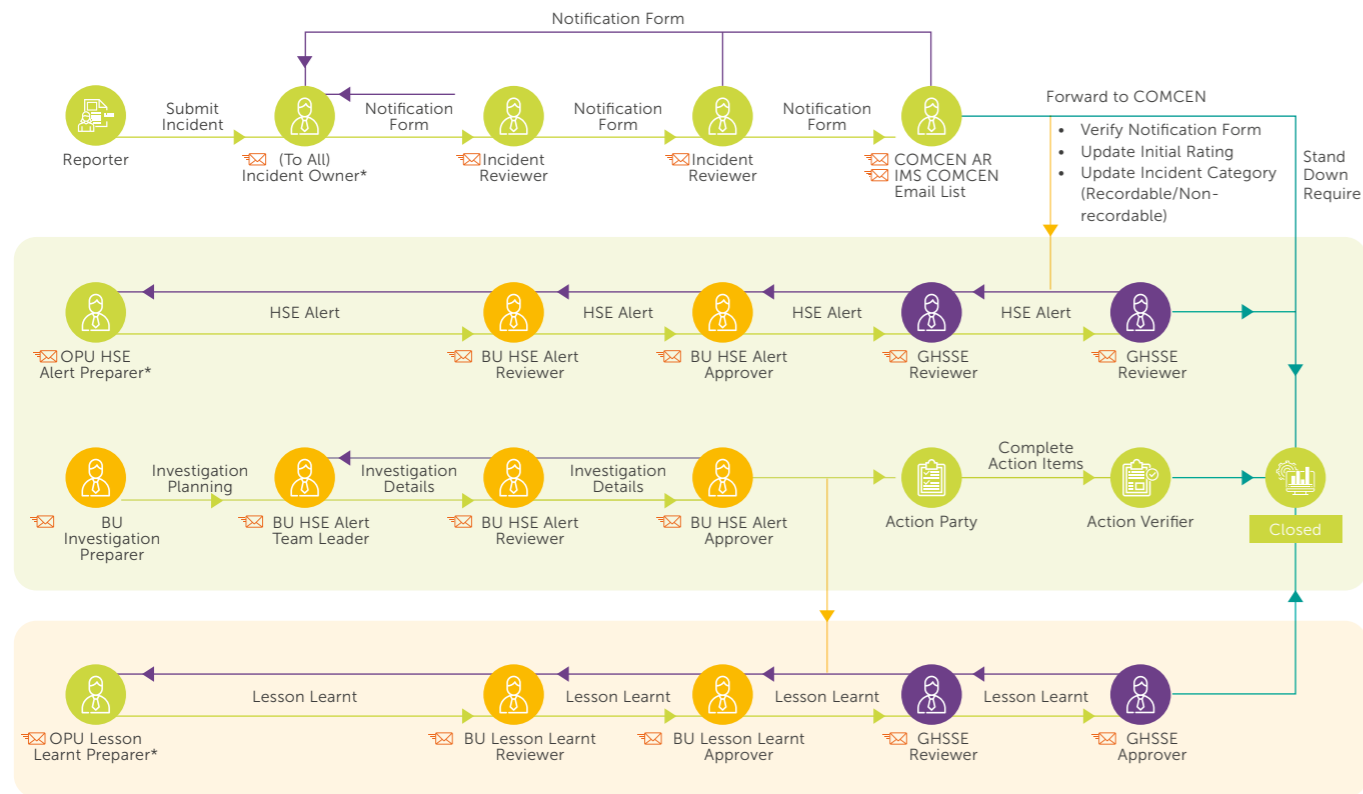 Notification Form
Submit
Incident
Notification
Form
Notification
Form
Notification
Form
Forward to COMCEN
Reporter
(To All)
Incident Owner*
Incident
Reviewer
Incident
Reviewer
COMCEN AR
IMS COMCEN
Email List
• Verify Notification Form
• Update Initial Rating
• Update Incident Category
(Recordable/Non-
recordable)
Stand
Down
Require
HSE Alert
HSE Alert
HSE Alert
HSE Alert
OPU HSE
Alert Preparer*
BU HSE Alert
Reviewer
BU HSE Alert
Approver
GHSSE
Reviewer
GHSSE
Reviewer
Investigation
Planning
Investigation
Details
Investigation
Details
Complete
Action Items
BU
Investigation
Preparer
BU HSE Alert
Team Leader
BU HSE Alert
Reviewer
BU HSE Alert
Approver
Action Party
Action Verifier
Closed
Lesson Learnt
Lesson Learnt
Lesson Learnt
Lesson Learnt
OPU Lesson
Learnt Preparer*
BU Lesson Learnt
Reviewer
BU Lesson Learnt
Approver
GHSSE
Reviewer
GHSSE
Approver